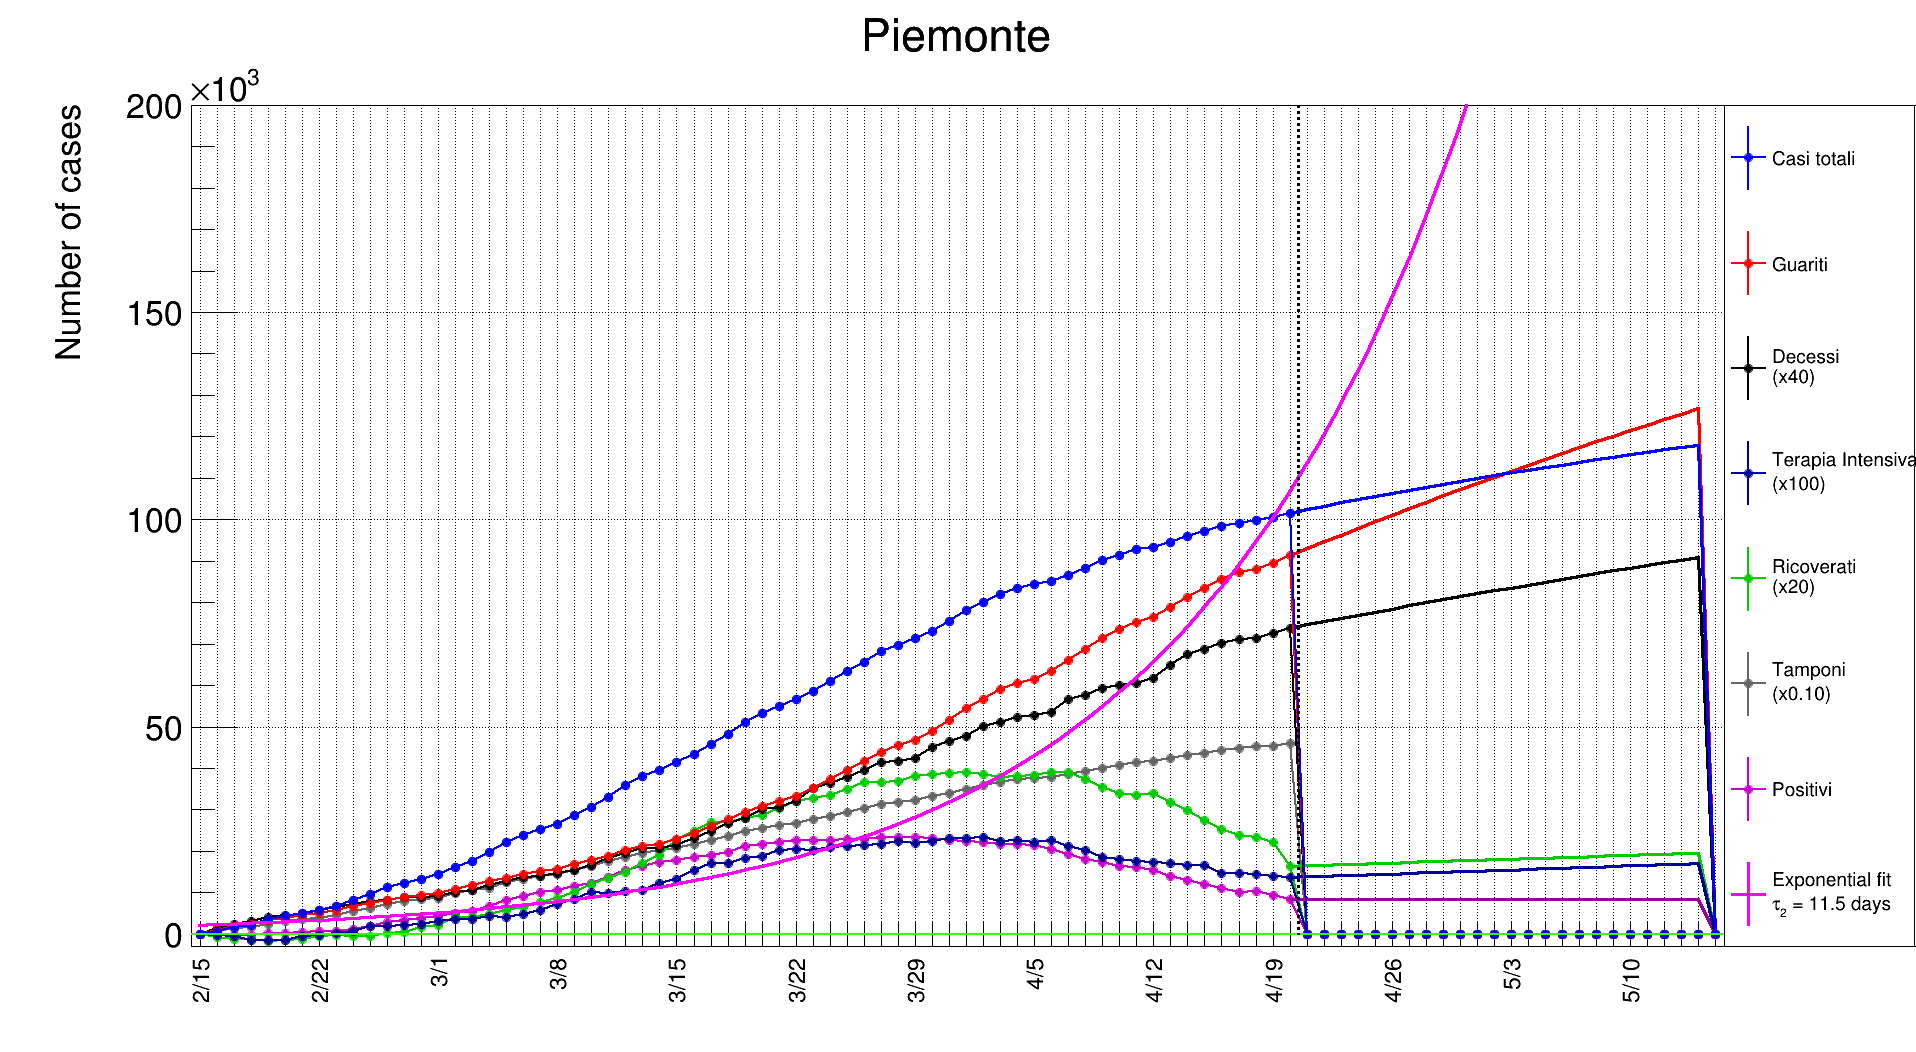 Piemonte
×10³
Number of cases
200
150
100
50
0
2/15
2/22
3/1
3/8
3/15
3/22
3/29
4/5
4/12
4/19
4/26
5/3
5/10
Casi totali
Guariti
Decessi
(x40)
Terapia Intensiva
(x100)
Ricoverati
(x20)
Tamponi
(x0.10)
Positivi
Exponential fit
τ₂ = 11.5 days